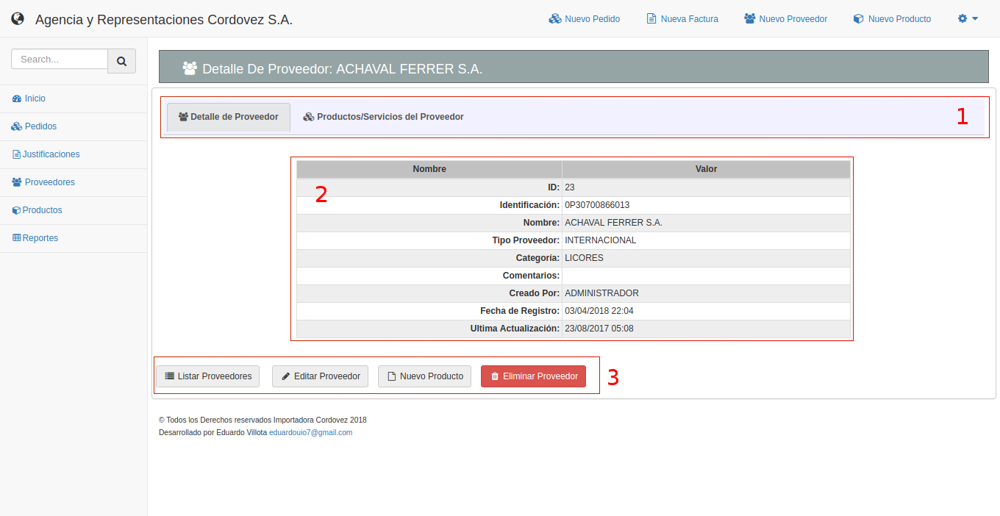 Agencia y Representaciones Cordovez S.A.
Nuevo Pedido
Nueva Factura
Nuevo Proveedor
Nuevo Producto
Search...
Inicio
Pedidos
Justificaciones
Proveedores
Productos
Reportes
Detalle De Proveedor: ACHAVAL FERRER S.A.
Detalle de Proveedor
Productos/Servicios del Proveedor
1
Nombre Valor
2
ID: 23
Identificación: 0P30700866013
Nombre: ACHAVAL FERRER S.A.
Tipo Proveedor: INTERNACIONAL
Categoría: LICORES
Comentarios:
Creado Por: ADMINISTRADOR
Fecha de Registro: 03/04/2018 22:04
Ultima Actualización: 23/08/2017 05:08
Listar Proveedores
Editar Proveedor
Nuevo Producto
Eliminar Proveedor
3
© Todos los Derechos reservados Importadora Cordovez 2018
Desarrollado por Eduardo Villota eduardouio7@gmail.com